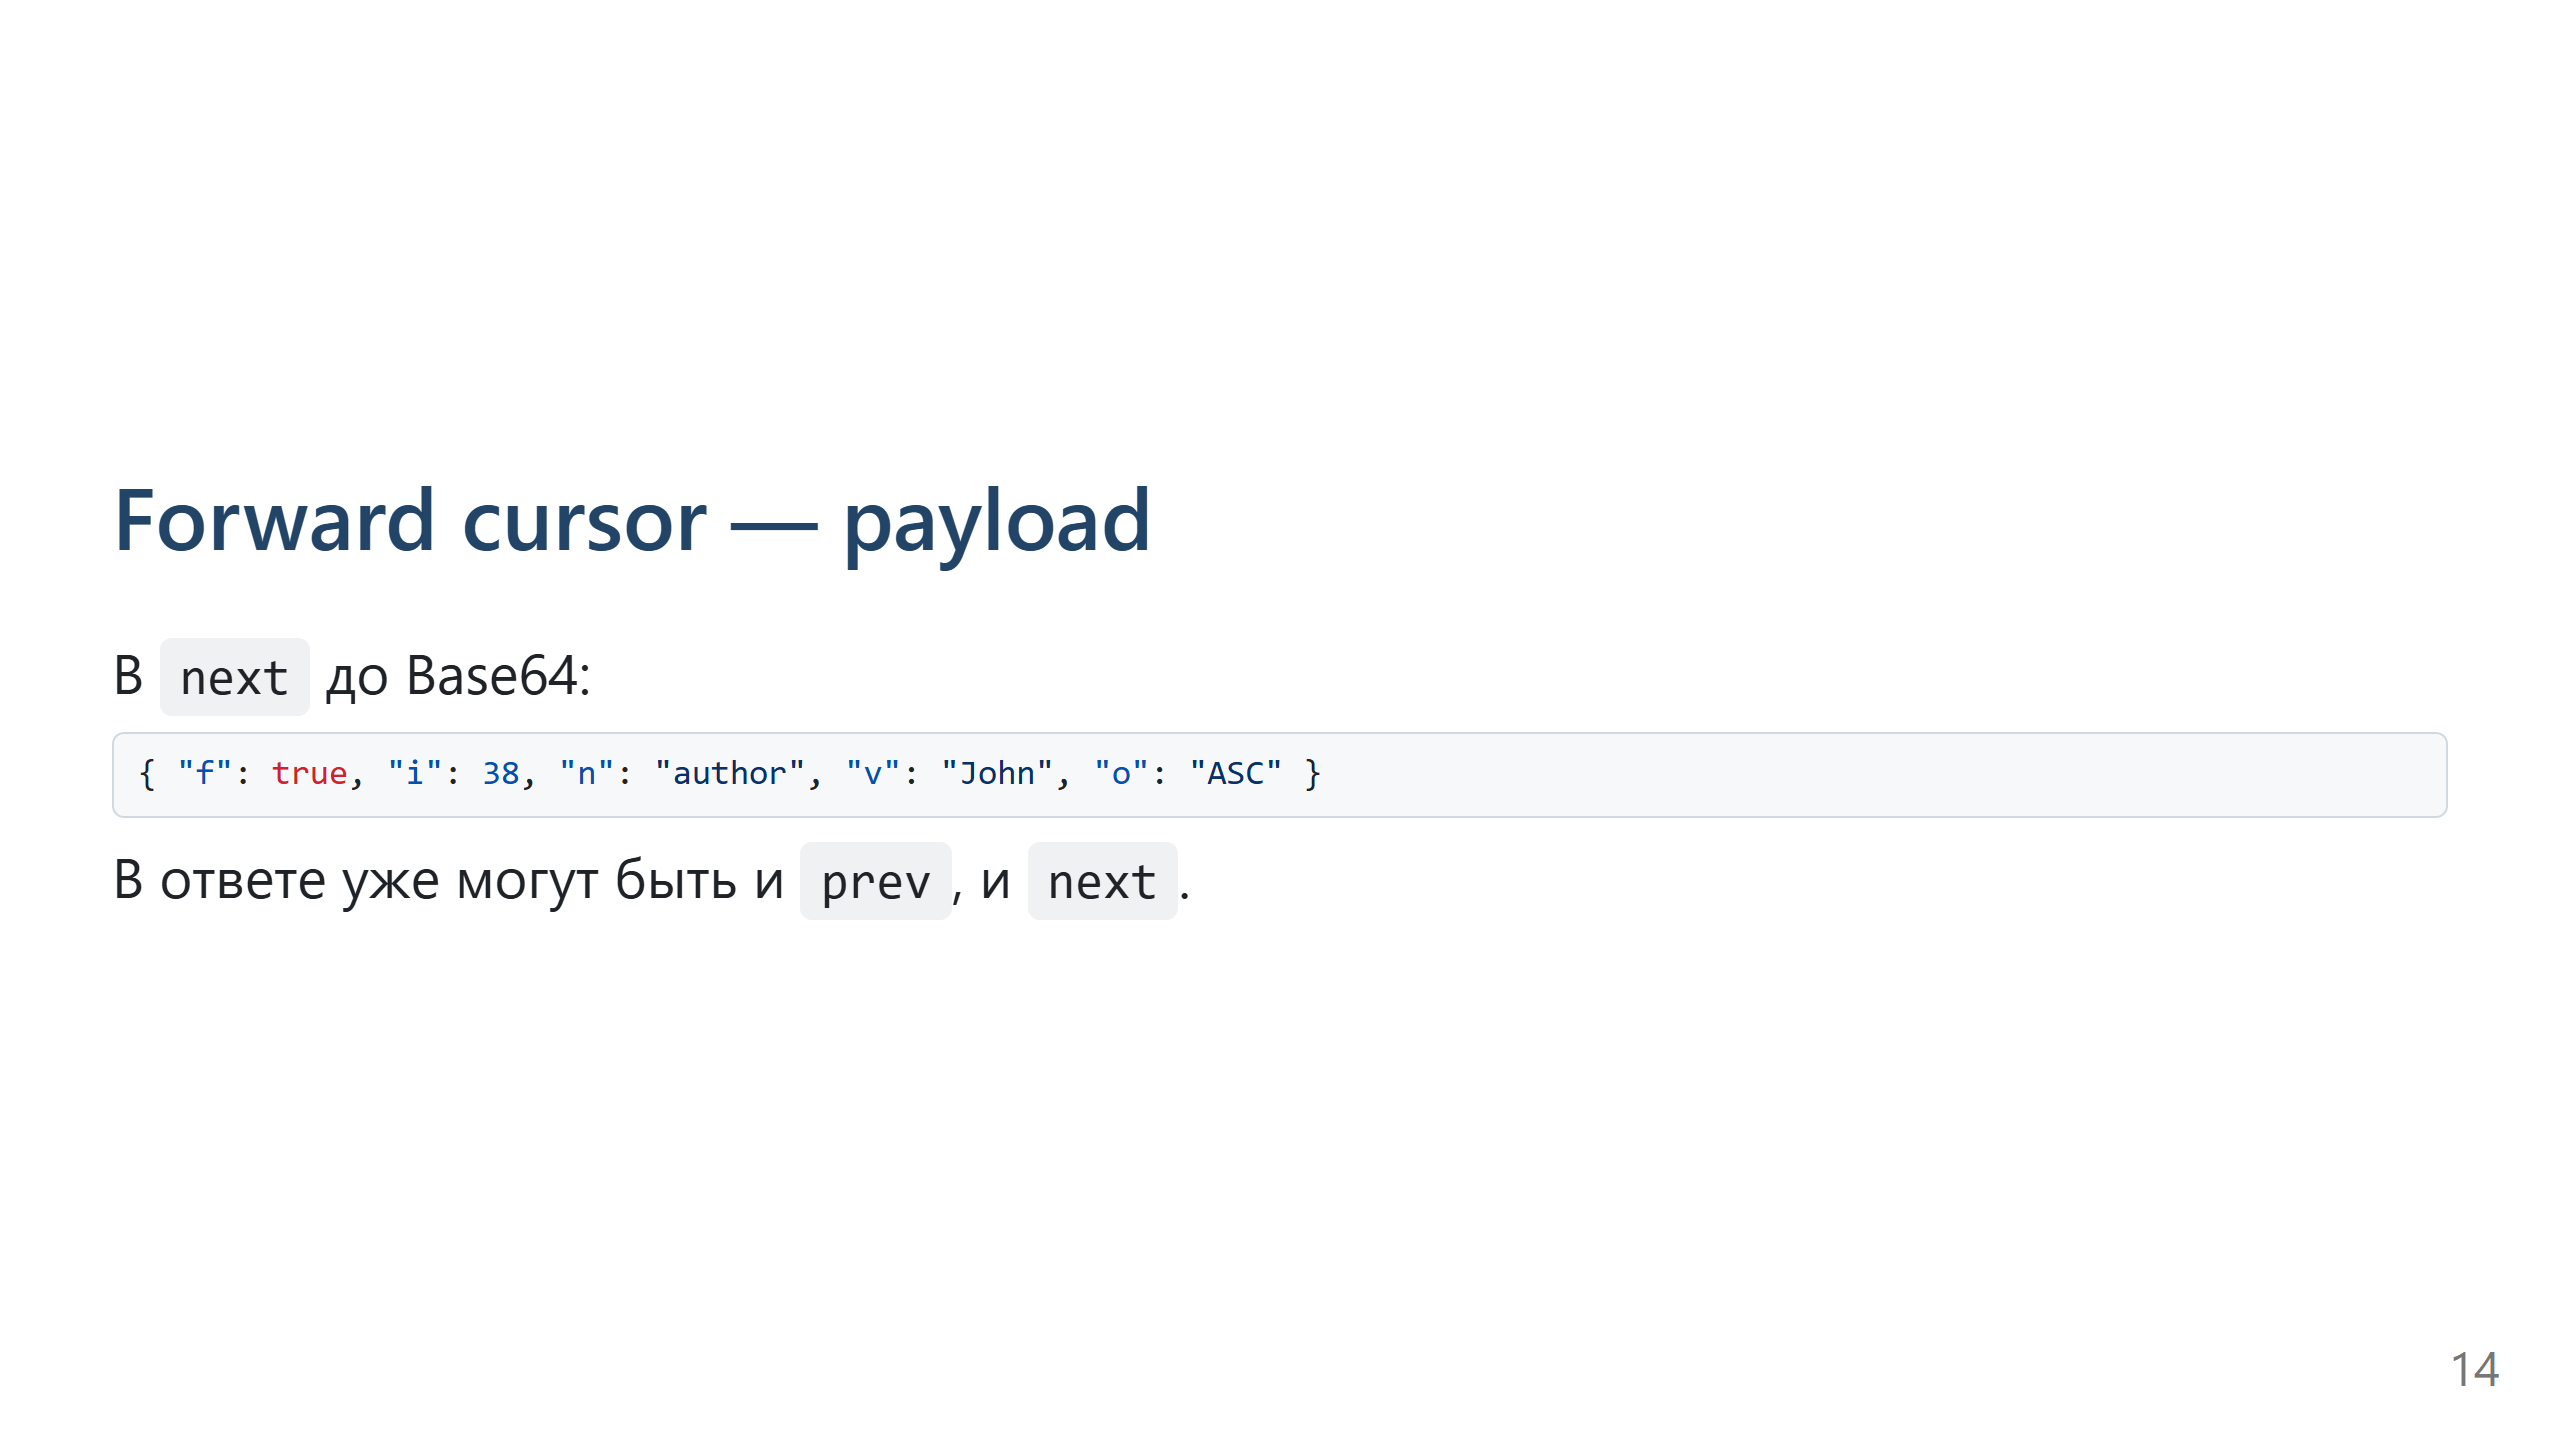 Forward cursor — payload
В next до Base64:
{ "f": true, "i": 38, "n": "author", "v": "John", "o": "ASC" }
В ответе уже могут быть и prev, и next.
14